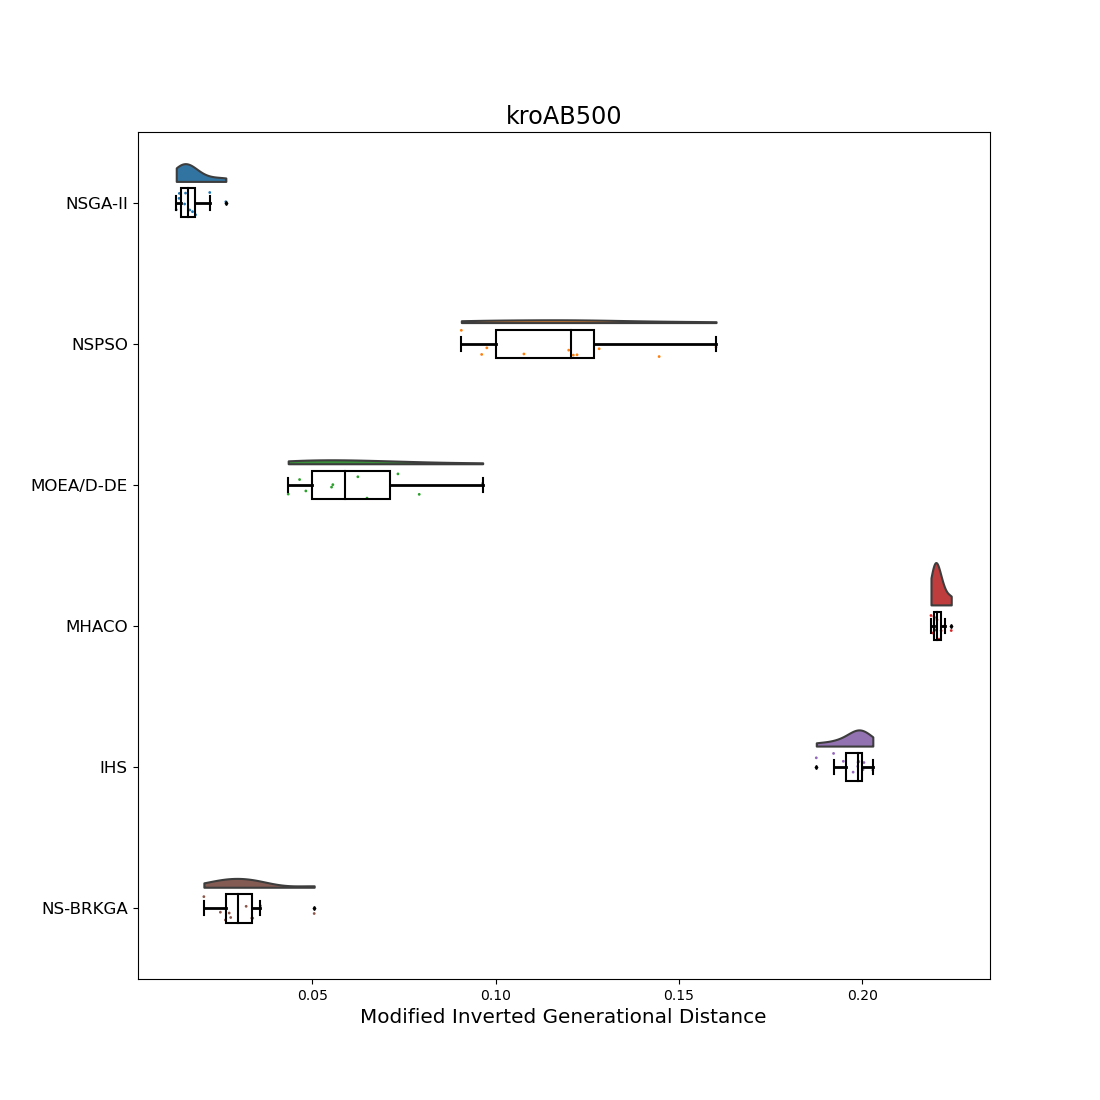 kroAB500
NSGA-II
NSPSO
MOEA/D-DE
MHACO
IHS
NS-BRKGA
0.05 0.10 0.15 0.20
Modified Inverted Generational Distance